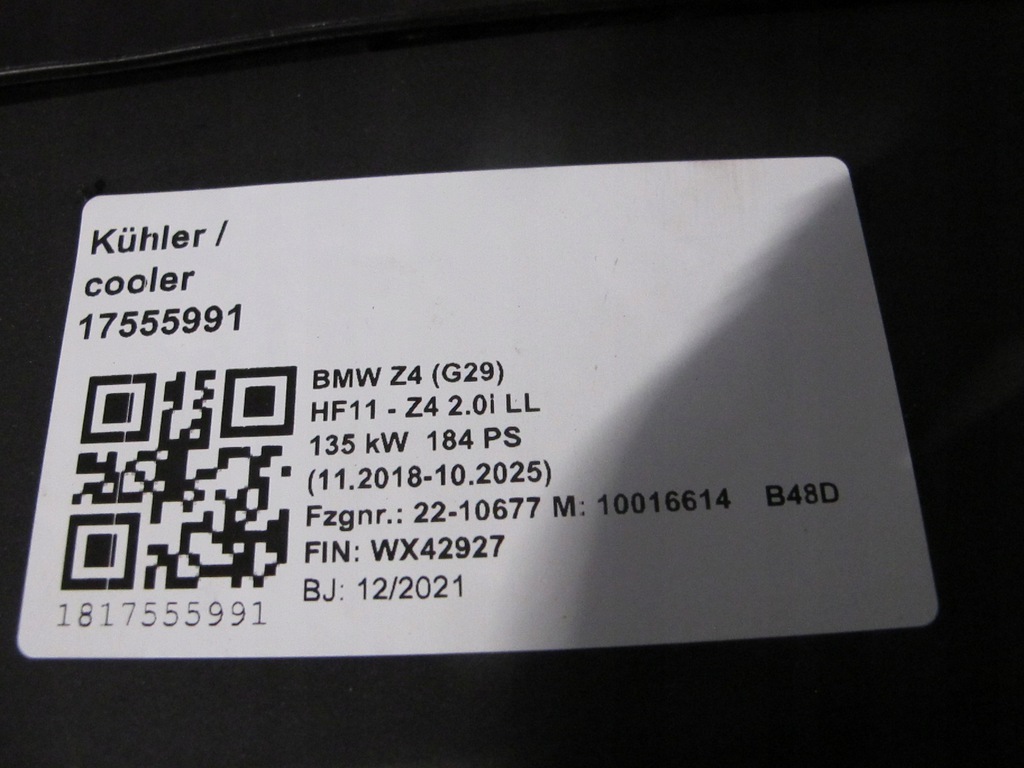 Kühler /
cooler
17555991
BMW Z4 (G29)
HF11 - Z4 2.0i LL
135 kW 184 PS
(11.2018-10.2025)
Fzgnr.: 22-10677 M: 10016614 B48D
FIN: WX42927
BJ: 12/2021
1817555991